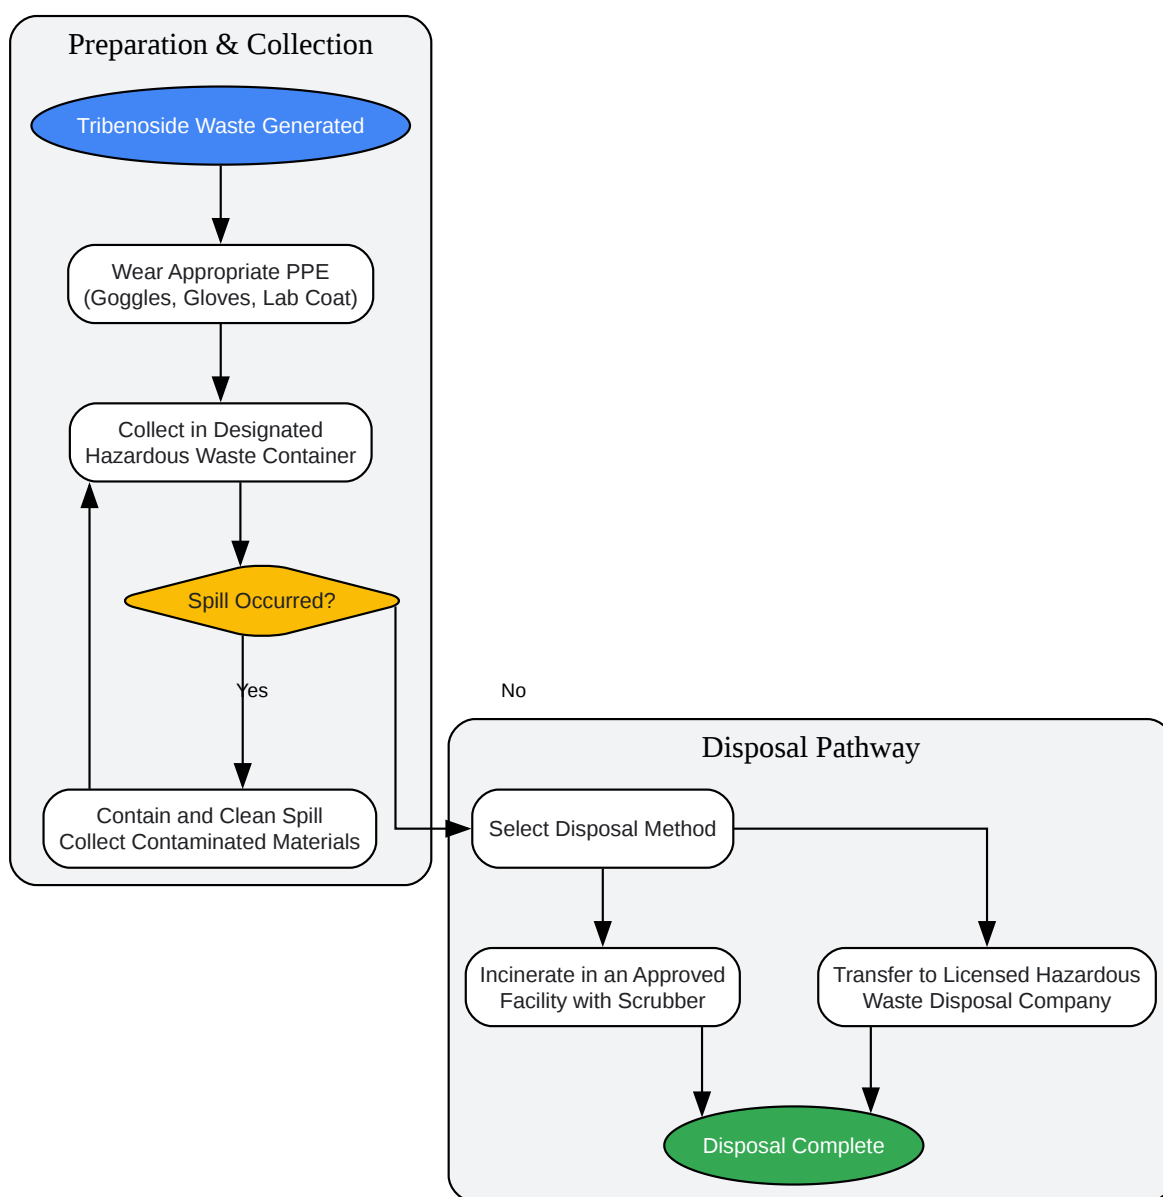 Preparation & Collection
Tribenoside Waste Generated
Wear Appropriate PPE
(Goggles, Gloves, Lab Coat)
Collect in Designated
Hazardous Waste Container
Spill Occurred?
Yes
No
Contain and Clean Spill
Collect Contaminated Materials
Disposal Pathway
Select Disposal Method
Incinerate in an Approved
Facility with Scrubber
Transfer to Licensed Hazardous
Waste Disposal Company
Disposal Complete